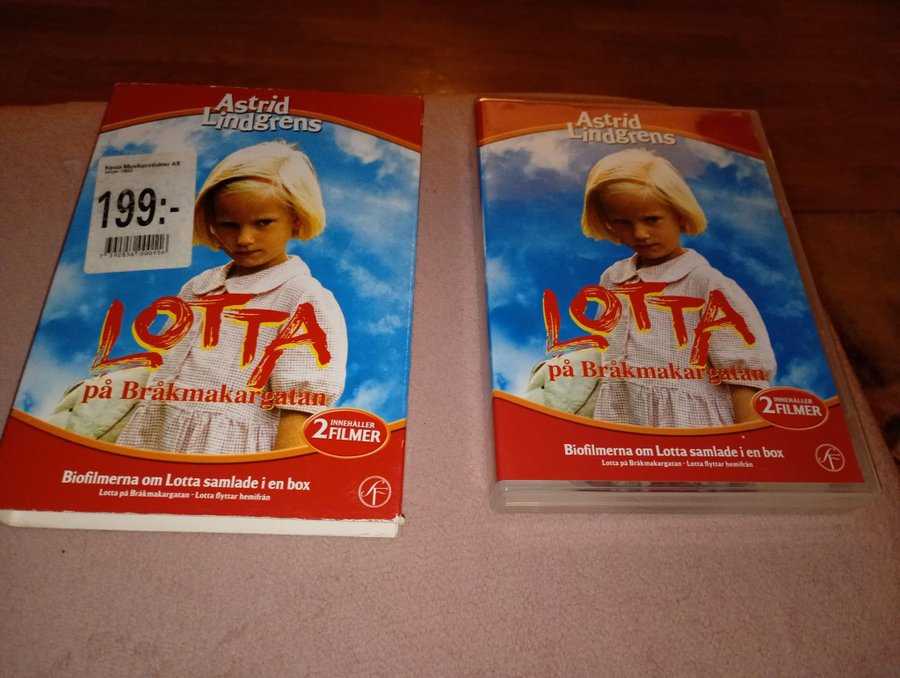 Astrid
Lindgrens
199:-
LOTTA
på Bråkmakargatan
INNEHÅLLER
2 FILMER
Biofilmerna om Lotta samlade i en box
Lotta på Bråkmakargatan - Lotta flyttar hemifrån
SF
Astrid
Lindgrens
LOTTA
på Bråkmakargatan
INNEHÅLLER
2 FILMER
Biofilmerna om Lotta samlade i en box
Lotta på Bråkmakargatan - Lotta flyttar hemifrån
SF